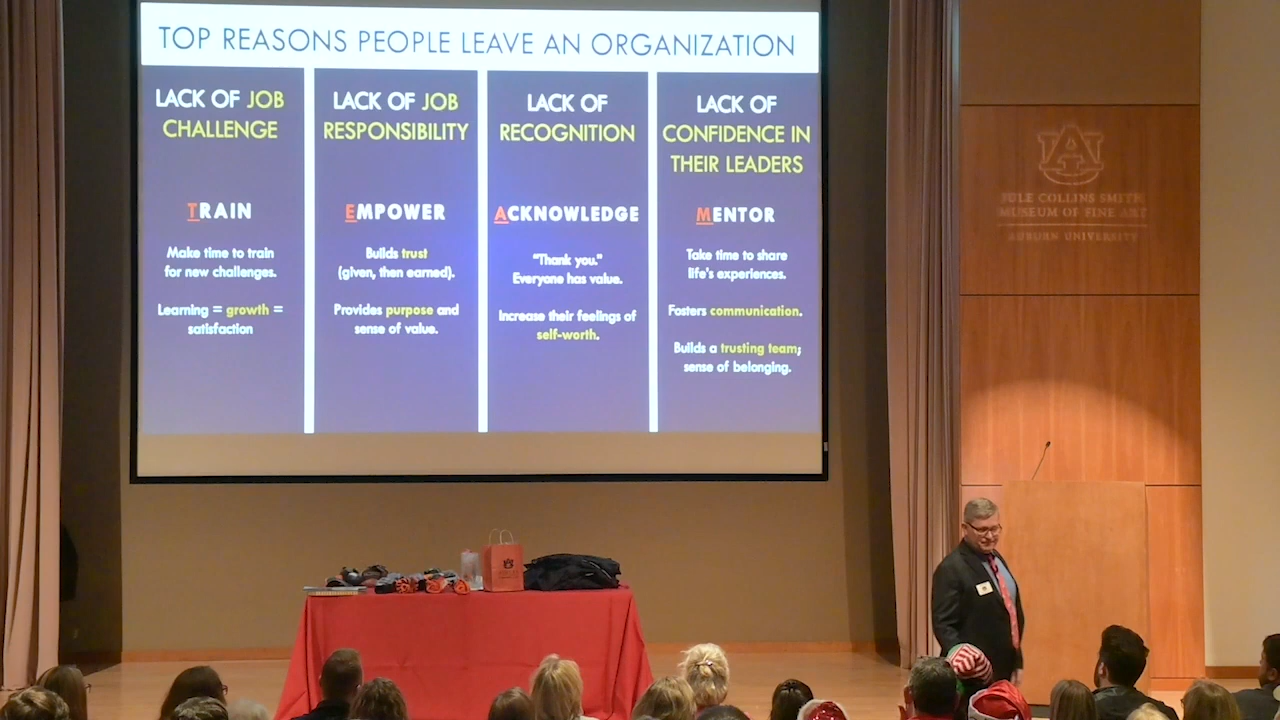 TOP REASONS PEOPLE LEAVE AN ORGANIZATION
LACK OF JOB
CHALLENGE
TRAIN
Make time to train
for new challenges.
Learning = growth =
satisfaction
LACK OF JOB
RESPONSIBILITY
EMPOWER
Builds trust
(given, then earned).
Provides purpose and
sense of value.
LACK OF
RECOGNITION
ACKNOWLEDGE
"Thank you."
Everyone has value.
Increase their feelings of
self-worth.
LACK OF
CONFIDENCE IN
THEIR LEADERS
MENTOR
Take time to share
life's experiences.
Fosters communication.
Builds a trusting team;
sense of belonging.
AU
JULE COLLINS SMITH
MUSEUM OF FINE ART
AUBURN UNIVERSITY